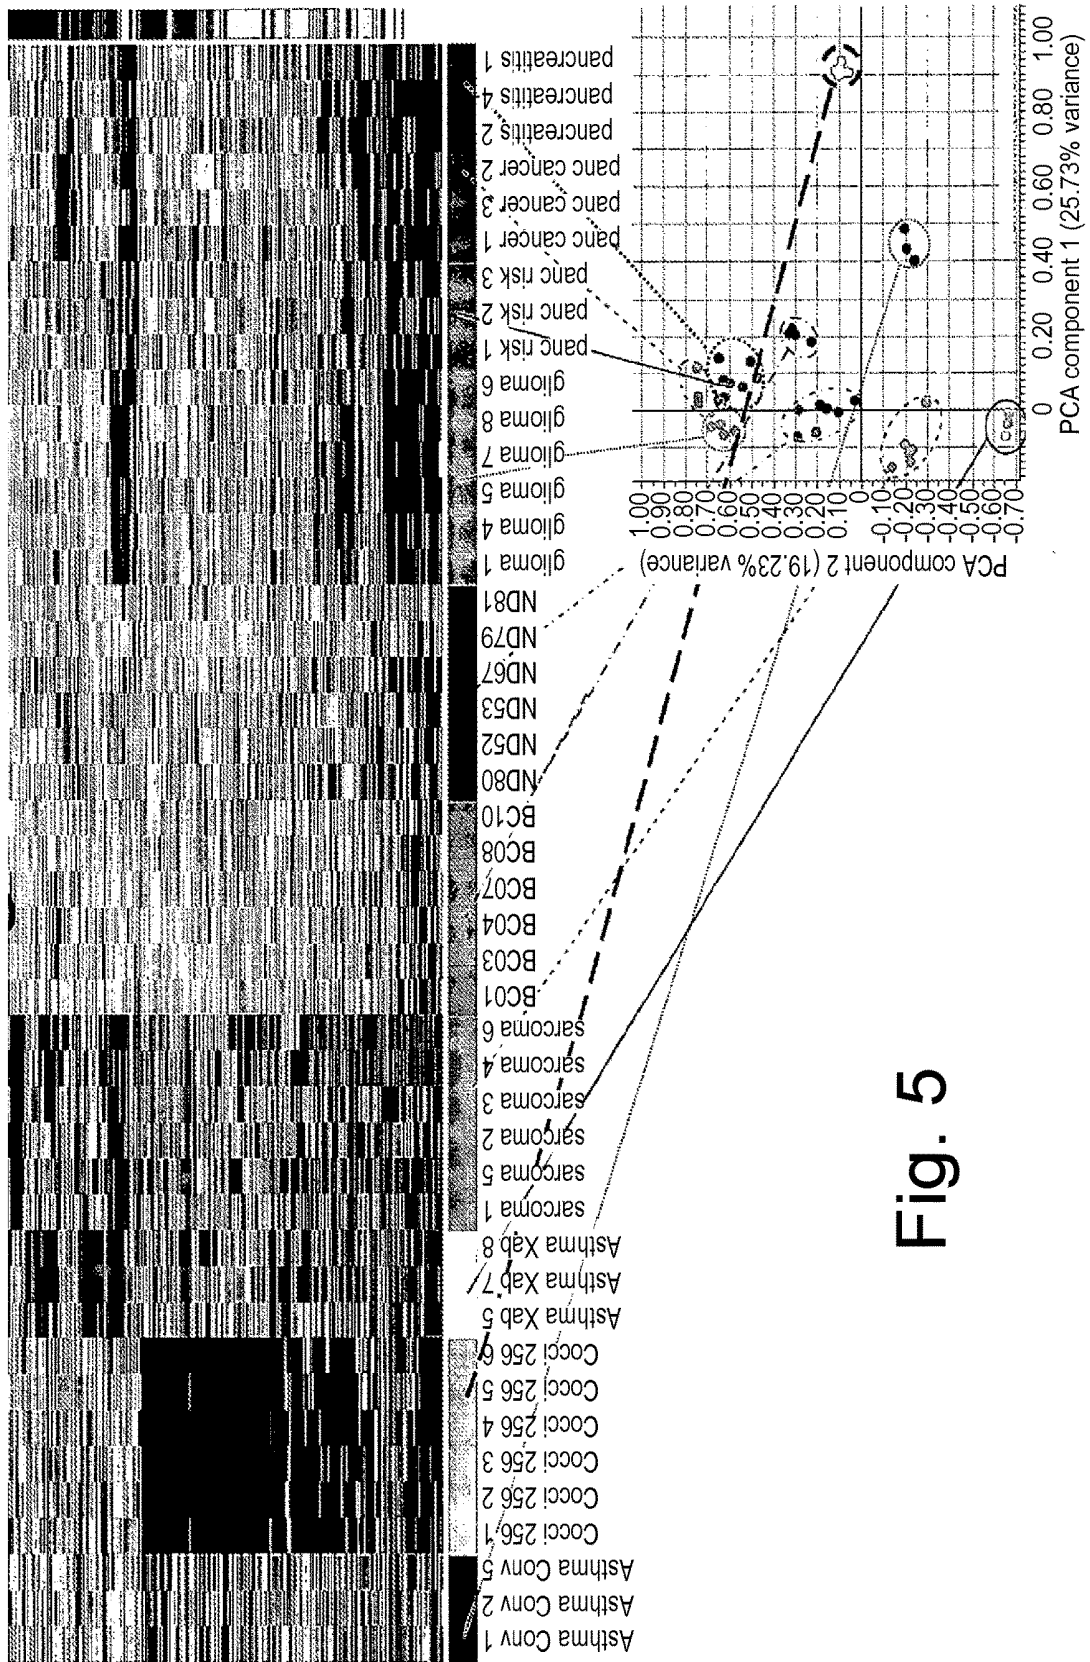 pancreatitis 1
pancreatitis 4
pancreatitis 2
panc cancer 2
panc cancer 3
panc cancer 1
panc risk 3
panc risk 2
panc risk 1
glioma 6
glioma 8
glioma 7
glioma 5
glioma 4
glioma 1
ND81
ND79
ND67
ND53
ND52
ND80
BC10
BC08
BC07
BC04
BC03
BC01
sarcoma 6
sarcoma 4
sarcoma 3
sarcoma 2
sarcoma 5
sarcoma 1
Asthma Xab 8
Asthma Xab 7
Asthma Xab 5
Cocci 256 6
Cocci 256 5
Cocci 256 4
Cocci 256 3
Cocci 256 2
Cocci 256 1
Asthma Conv 5
Asthma Conv 2
Asthma Conv 1
PCA component 2 (19.23% variance)
1.00
0.90
0.80
0.70
0.60
0.50
0.40
0.30
0.20
0.10
0
-0.10
-0.20
-0.30
-0.40
-0.50
-0.60
-0.70
0
0.20
0.40
0.60
0.80
1.00
PCA component 1 (25.73% variance)
Fig. 5